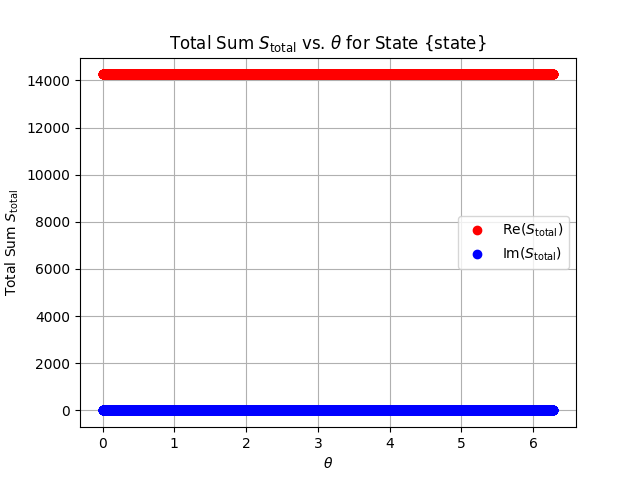 Total Sum S_total vs. θ for State {state}
Total Sum S_total
14000
12000
10000
8000
6000
4000
2000
0
Re(S_total)
Im(S_total)
0 1 2 3 4 5 6
θ